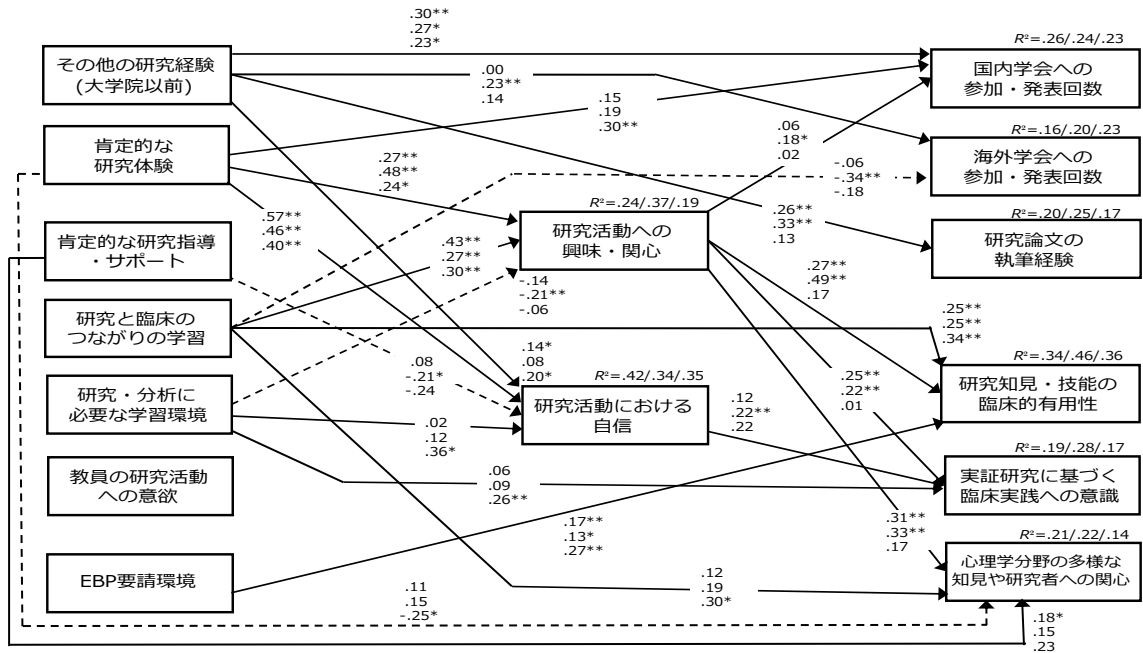 .30**
.27*
.23*
R²=.26/.24/.23
その他の研究経験
(大学院以前)
国内学会への
参加・発表回数
.00
.23**
.14
.15
.19
.30**
.06
.18*
.02
R²=.16/.20/.23
肯定的な
研究体験
海外学会への
参加・発表回数
-.06
-.34**
-.18
.27**
.48**
.24*
R²=.24/.37/.19
研究活動への
興味・関心
R²=.20/.25/.17
研究論文の
執筆経験
.26**
.33**
.13
.57**
.46**
.40**
肯定的な研究指導
・サポート
.43**
.27**
.30**
-.14
-.21**
-.06
.27**
.49**
.17
研究と臨床の
つながりの学習
.25**
.25**
.34**
R²=.34/.46/.36
研究知見・技能の
臨床的有用性
.08
-.21*
-.24
.14*
.08
.20*
R²=.42/.34/.35
研究活動における
自信
.25**
.22**
.01
研究・分析に
必要な学習環境
.02
.12
.36*
.12
.22**
.22
R²=.19/.28/.17
実証研究に基づく
臨床実践への意識
教員の研究活動
への意欲
.06
.09
.26**
.17**
.13*
.27**
.31**
.33**
.17
R²=.21/.22/.14
心理学分野の多様な
知見や研究者への関心
EBP要請環境
.11
.15
-.25*
.12
.19
.30*
.18*
.15
.23